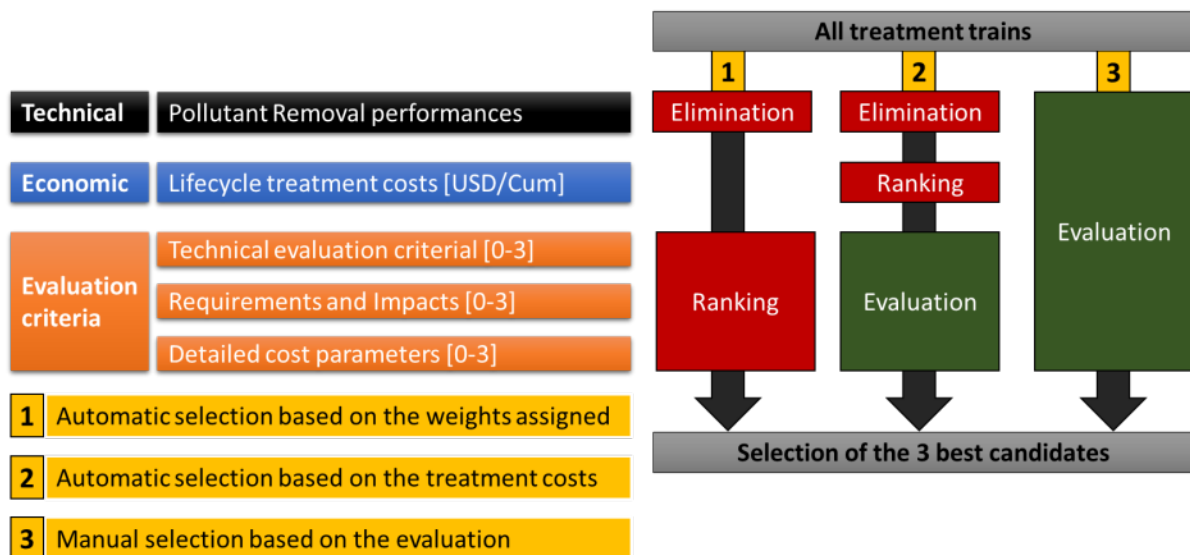 All treatment trains
1 2 3
Technical Pollutant Removal performances Elimination Elimination
Economic Lifecycle treatment costs [USD/Cum] Ranking
Evaluation criteria
Technical evaluation criterial [0-3]
Requirements and Impacts [0-3]
Detailed cost parameters [0-3]
Ranking Evaluation Evaluation
1 Automatic selection based on the weights assigned
2 Automatic selection based on the treatment costs
3 Manual selection based on the evaluation
Selection of the 3 best candidates